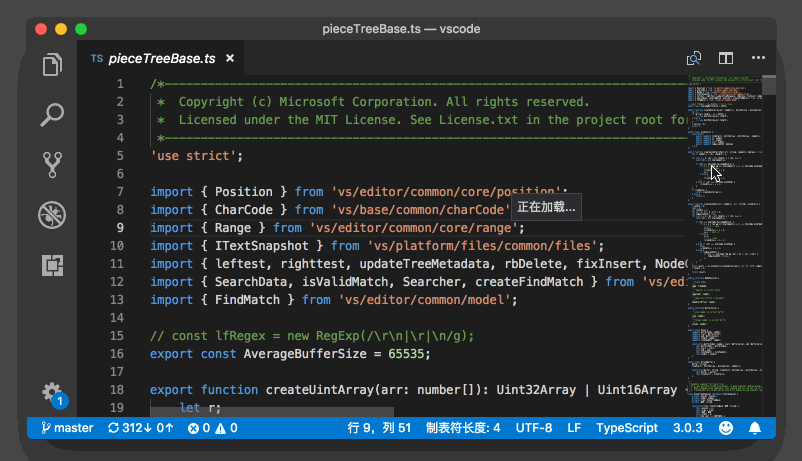 pieceTreeBase.ts — vscode
TS pieceTreeBase.ts ×
1 /*---------------------------------------------------------------
2  *  Copyright (c) Microsoft Corporation. All rights reserved.
3  *  Licensed under the MIT License. See License.txt in the project root fo
4  *---------------------------------------------------------------
5 'use strict';
6
7 import { Position } from 'vs/editor/common/core/position';
8 import { CharCode } from 'vs/base/common/charCode'
正在加载...
9 import { Range } from 'vs/editor/common/core/range';
10 import { ITextSnapshot } from 'vs/platform/files/common/files';
11 import { leftest, righttest, updateTreeMetadata, rbDelete, fixInsert, Node
12 import { SearchData, isValidMatch, Searcher, createFindMatch } from 'vs/ed
13 import { FindMatch } from 'vs/editor/common/model';
14
15 // const lfRegex = new RegExp(/\r\n|\r|\n/g);
16 export const AverageBufferSize = 65535;
17
18 export function createUintArray(arr: number[]): Uint32Array | Uint16Array
19     let r;
1
master 312↓ 0↑ 0 0 行 9，列 51 制表符长度: 4 UTF-8 LF TypeScript 3.0.3